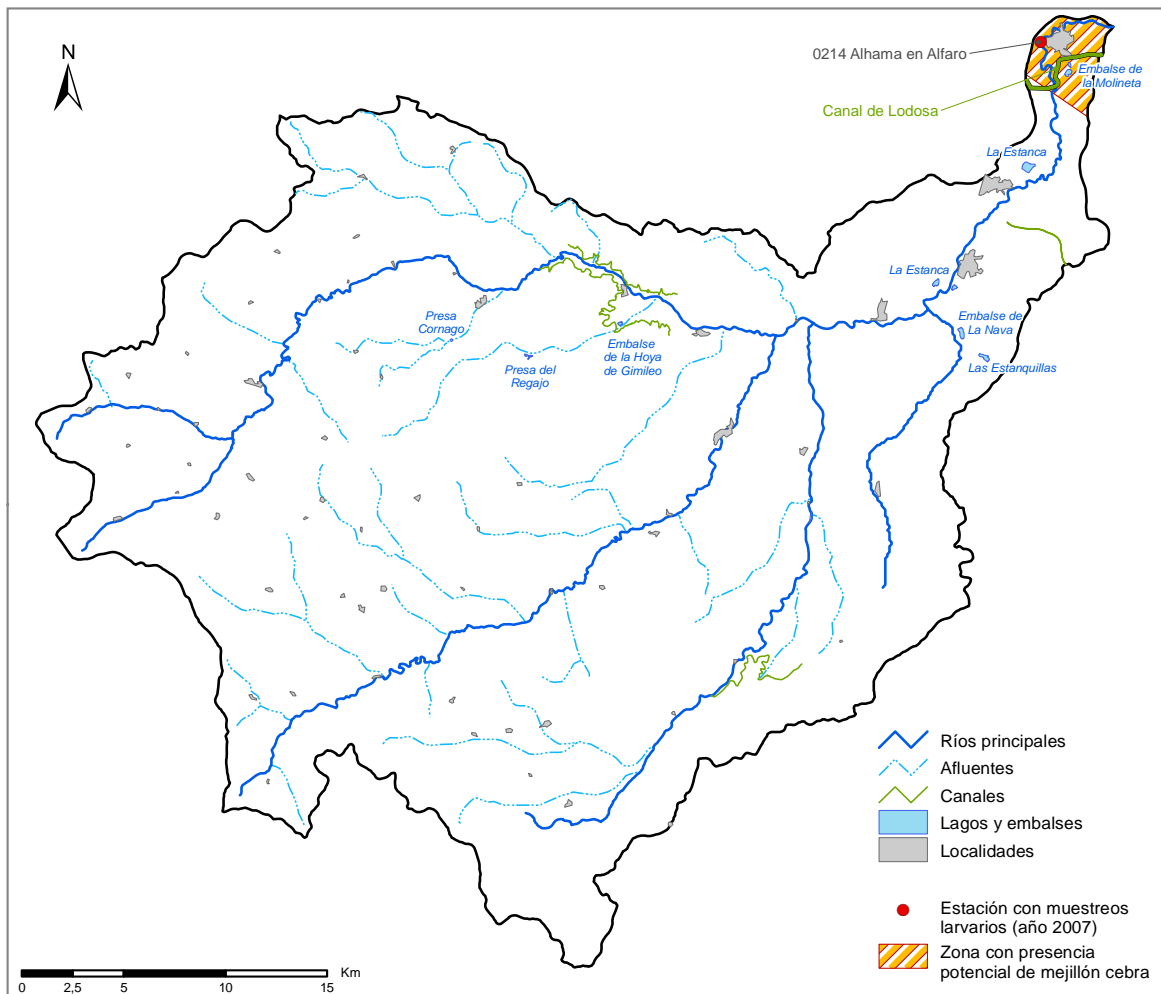 N
0214 Alhama en Alfaro
Embalse de
la Molineta
Canal de Lodosa
La Estanca
La Estanca
Presa
Cornago
Embalse
de la Hoya
de Gimileo
Presa del
Regajo
Embalse de
La Nava
Las Estanquillas
Ríos principales
Afluentes
Canales
Lagos y embalses
Localidades
Estación con muestreos
larvarios (año 2007)
Zona con presencia
potencial de mejillón cebra
Km
0 2,5 5 10 15